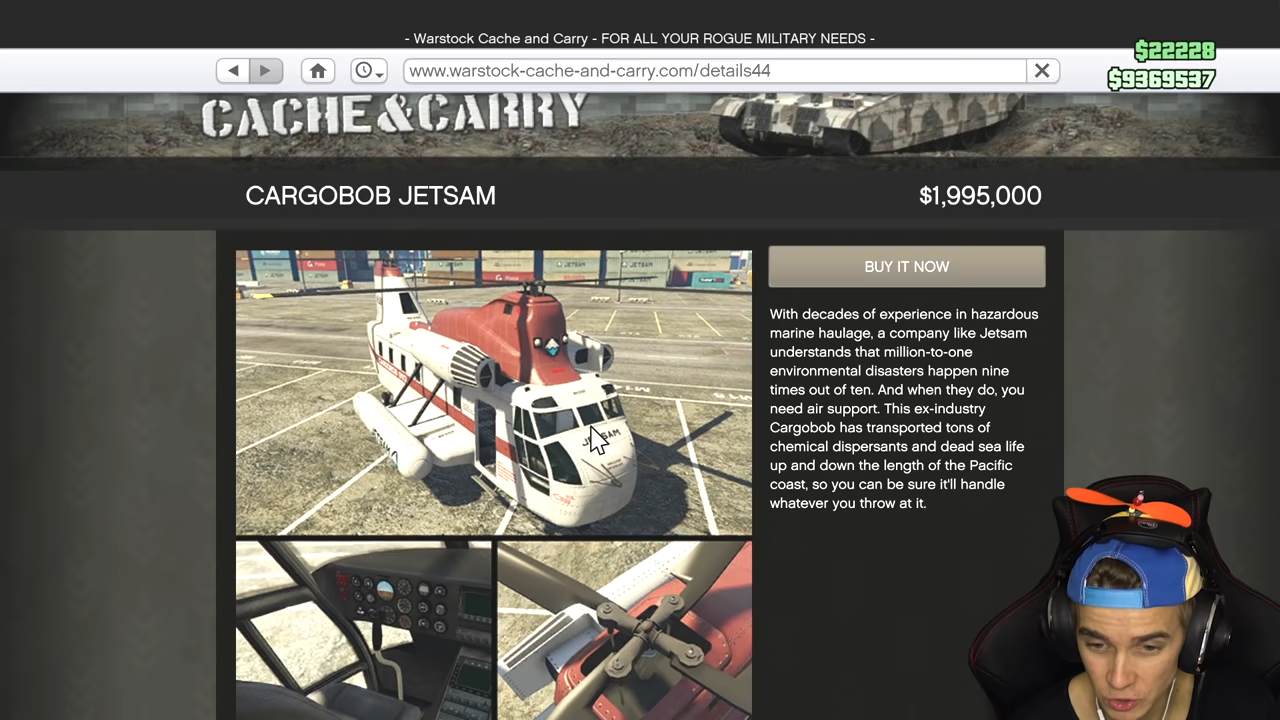 - Warstock Cache and Carry - FOR ALL YOUR ROGUE MILITARY NEEDS -
$22228
www.warstock-cache-and-carry.com/details44
$9369537
CACHE&CARRY
CARGOBOB JETSAM
$1,995,000
BUY IT NOW
With decades of experience in hazardous
marine haulage, a company like Jetsam
understands that million-to-one
environmental disasters happen nine
times out of ten. And when they do, you
need air support. This ex-industry
Cargobob has transported tons of
chemical dispersants and dead sea life
up and down the length of the Pacific
coast, so you can be sure it'll handle
whatever you throw at it.